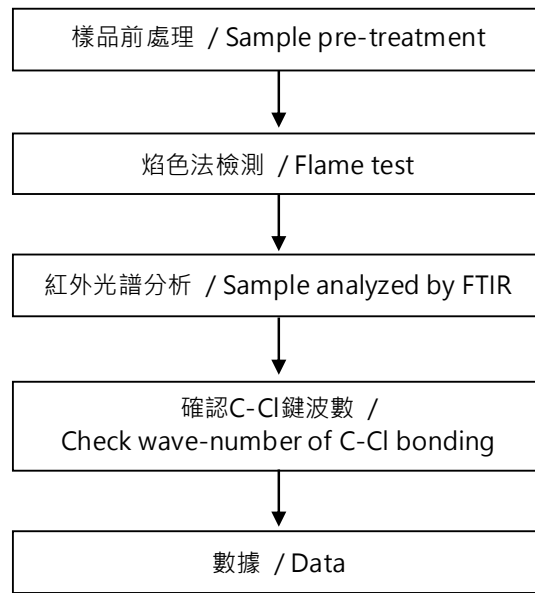 樣品前處理 / Sample pre-treatment
焰色法檢測 / Flame test
紅外光譜分析 / Sample analyzed by FTIR
確認C-Cl鍵波數 /
Check wave-number of C-Cl bonding
數據 / Data